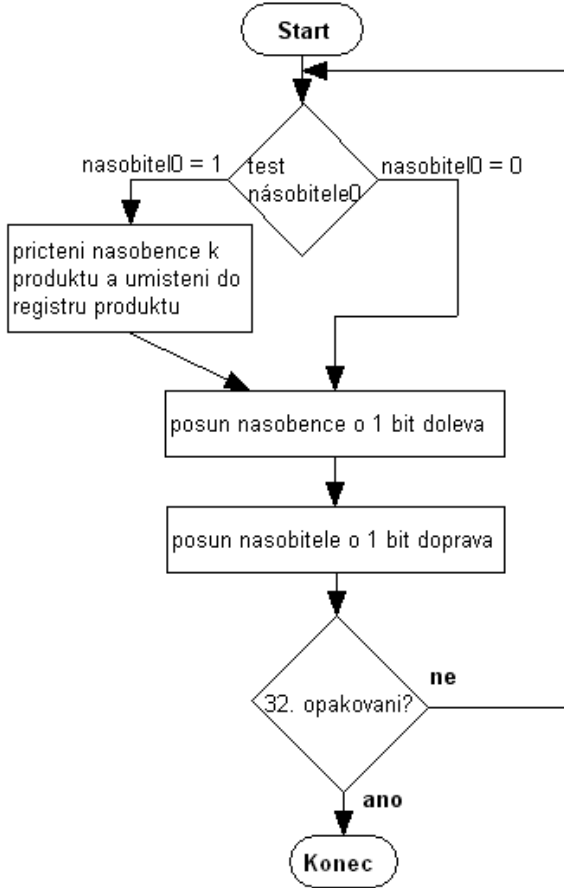 Start
nasobitel0 = 1
test
násobitele0
nasobitel0 = 0
pricteni nasobence k
produktu a umisteni do
registru produktu
posun nasobence o 1 bit doleva
posun nasobitele o 1 bit doprava
32. opakovani?
ne
ano
Konec